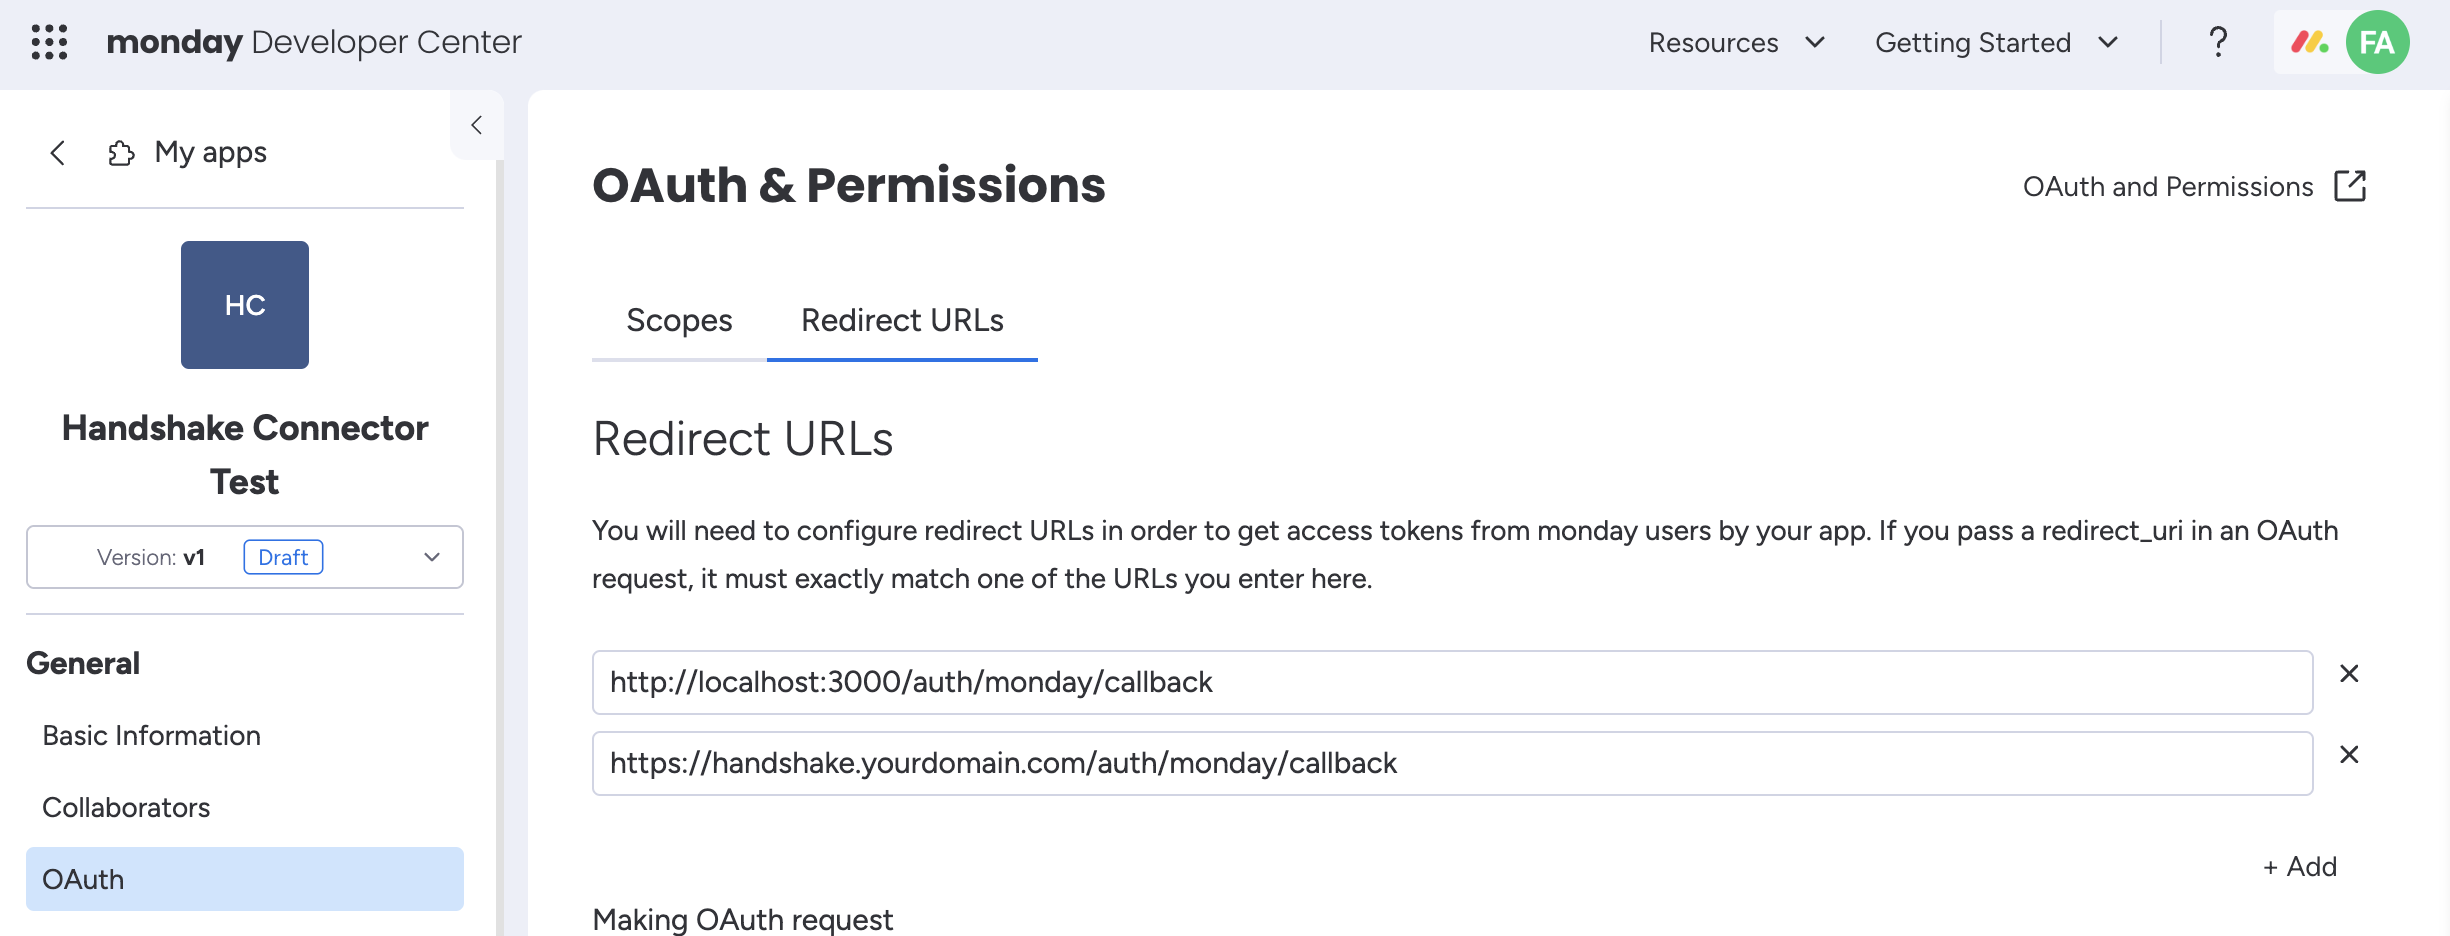 monday Developer Center
Resources
Getting Started
?
FA
My apps
HC
Handshake Connector
Test
Version: v1
Draft
General
Basic Information
Collaborators
OAuth
OAuth & Permissions
OAuth and Permissions
Scopes
Redirect URLs
Redirect URLs
You will need to configure redirect URLs in order to get access tokens from monday users by your app. If you pass a redirect_uri in an OAuth
request, it must exactly match one of the URLs you enter here.
http://localhost:3000/auth/monday/callback
https://handshake.yourdomain.com/auth/monday/callback
+ Add
Making OAuth request